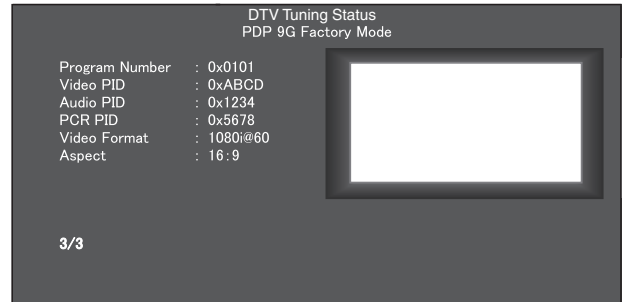 DTV Tuning Status
PDP 9G Factory Mode
Program Number : 0x0101
Video PID : 0xABCD
Audio PID : 0x1234
PCR PID : 0x5678
Video Format : 1080i@60
Aspect : 16:9
3/3